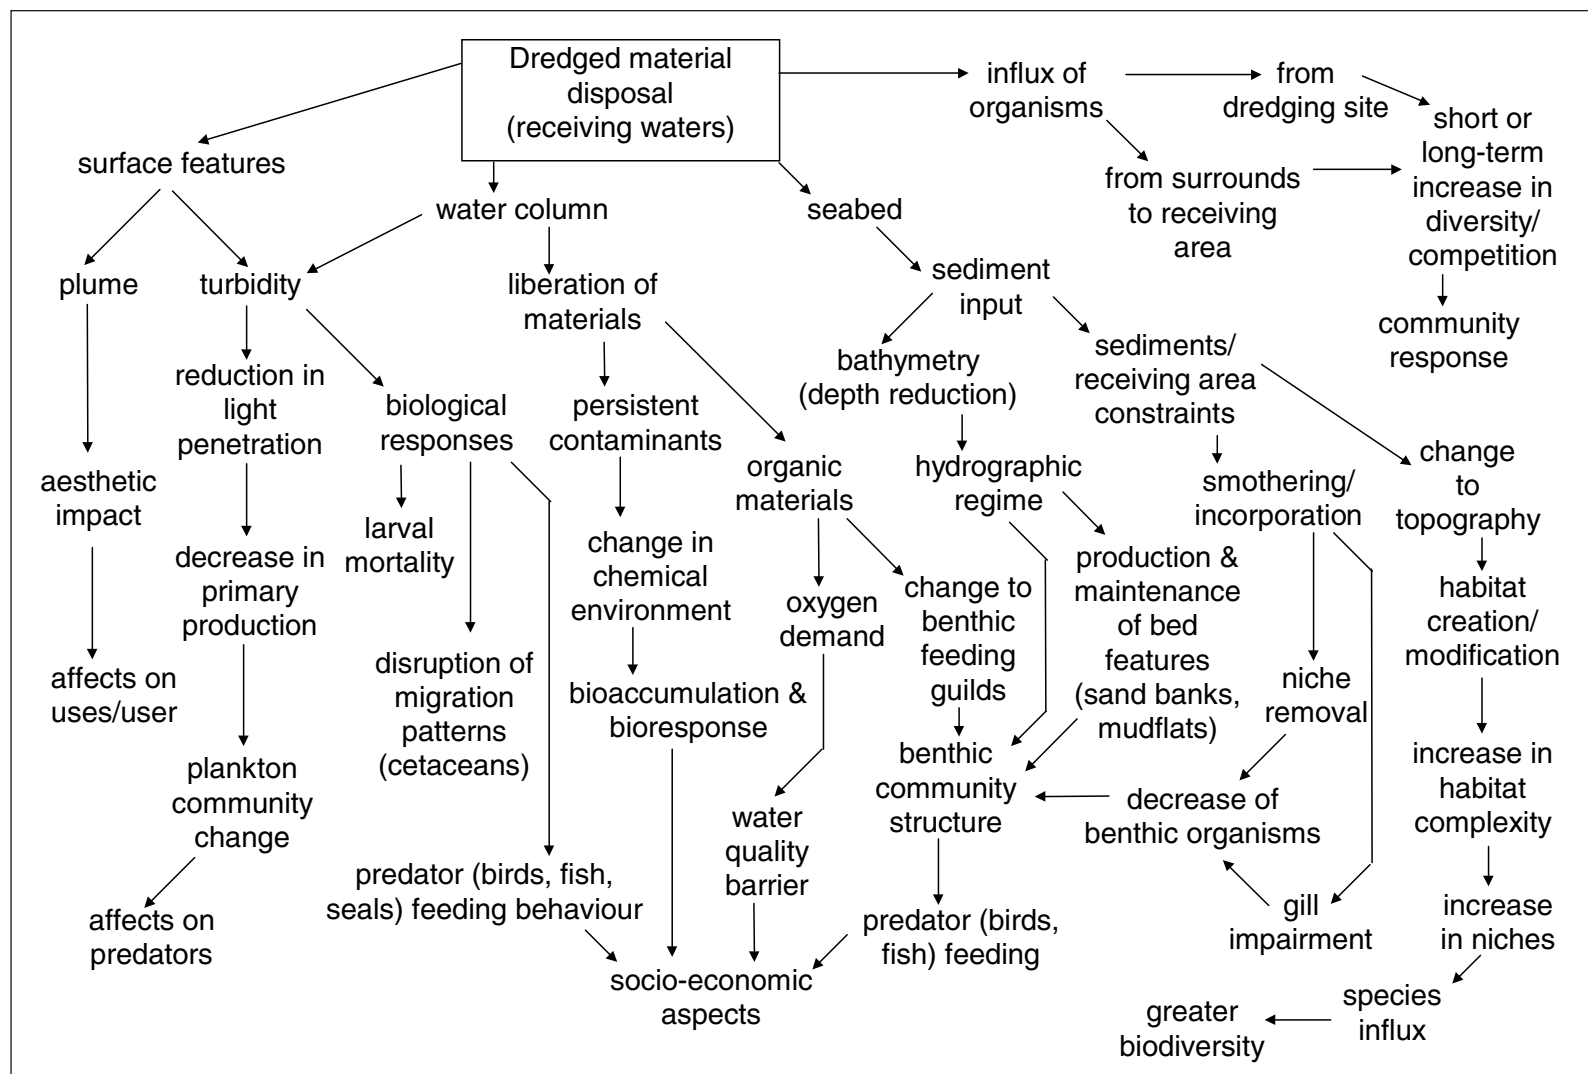 Dredged material
disposal
(receiving waters)
influx of
organisms
from
dredging site
short or
long-term
increase in
diversity/
competition
from surrounds
to receiving
area
community
response
surface features
water column
seabed
plume
turbidity
liberation of
materials
sediment
input
bathymetry
(depth reduction)
sediments/
receiving area
constraints
reduction in
light
penetration
biological
responses
persistent
contaminants
organic
materials
hydrographic
regime
smothering/
incorporation
change
to
topography
aesthetic
impact
larval
mortality
decrease in
primary
production
change in
chemical
environment
oxygen
demand
change to
benthic
feeding
guilds
production &
maintenance
of bed
features
(sand banks,
mudflats)
habitat
creation/
modification
affects on
uses/user
disruption of
migration
patterns
(cetaceans)
bioaccumulation &
bioresponse
niche
removal
plankton
community
change
water
quality
barrier
benthic
community
structure
decrease of
benthic organisms
increase in
habitat
complexity
predator (birds, fish,
seals) feeding behaviour
affects on
predators
predator (birds,
fish) feeding
gill
impairment
increase
in niches
socio-economic
aspects
species
influx
greater
biodiversity